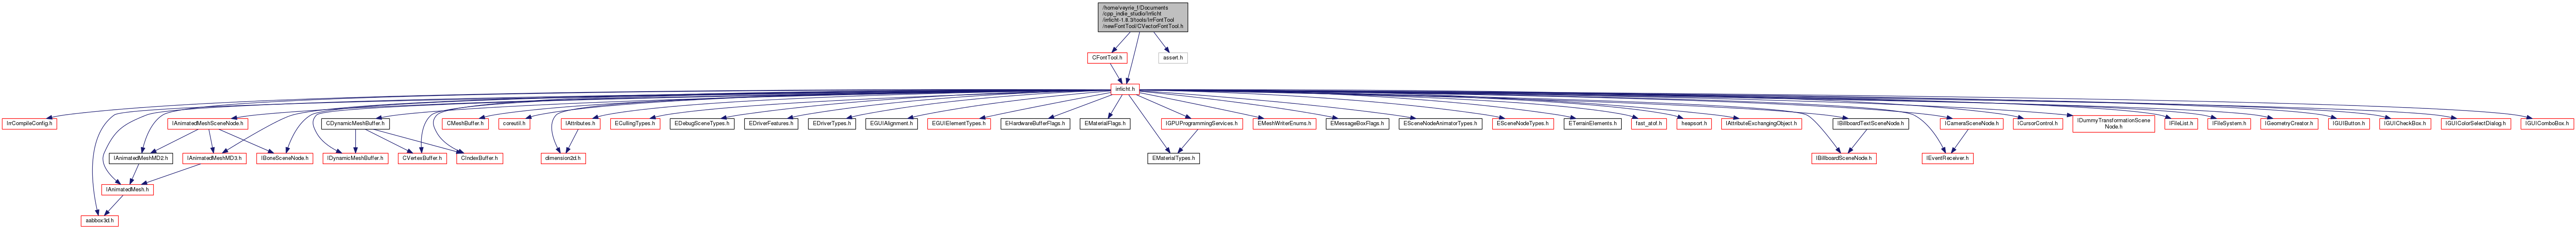 /home/veyrie_f/Documents
/cpp_indie_studio/Irrlicht
/irrlicht-1.8.3/tools/IrrFontTool
/newFontTool/CVectorFontTool.h
CFontTool.h
assert.h
irrlicht.h
IrrCompileConfig.h
IAnimatedMeshSceneNode.h
CDynamicMeshBuffer.h
CMeshBuffer.h
coreutil.h
IAttributes.h
ECullingTypes.h
EDebugSceneTypes.h
EDriverFeatures.h
EDriverTypes.h
EGUIAlignment.h
EGUIElementTypes.h
EHardwareBufferFlags.h
EMaterialFlags.h
IGPUProgrammingServices.h
EMeshWriterEnums.h
EMessageBoxFlags.h
ESceneNodeAnimatorTypes.h
ESceneNodeTypes.h
ETerrainElements.h
fast_atof.h
heapsort.h
IAttributeExchangingObject.h
IBillboardTextSceneNode.h
ICameraSceneNode.h
ICursorControl.h
IDummyTransformationScene
Node.h
IFileList.h
IFileSystem.h
IGeometryCreator.h
IGUIButton.h
IGUICheckBox.h
IGUIColorSelectDialog.h
IGUIComboBox.h
IAnimatedMeshMD2.h
IAnimatedMeshMD3.h
IBoneSceneNode.h
IDynamicMeshBuffer.h
CVertexBuffer.h
CIndexBuffer.h
dimension2d.h
EMaterialTypes.h
IBillboardSceneNode.h
IEventReceiver.h
IAnimatedMesh.h
aabbox3d.h